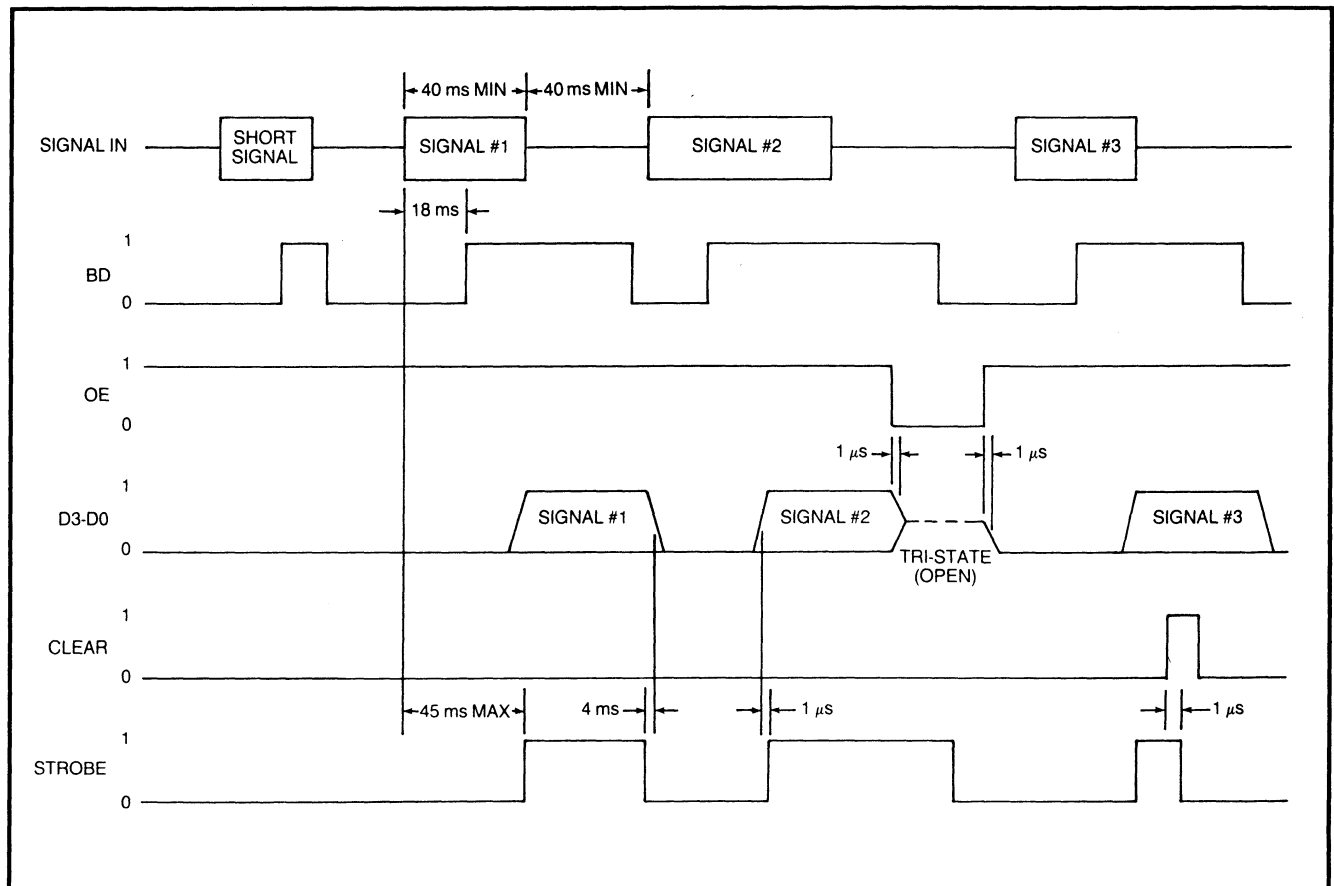 40 ms MIN 40 ms MIN
SIGNAL IN SHORT SIGNAL SIGNAL #1 SIGNAL #2 SIGNAL #3
18 ms
1
BD
0
1
OE
0
1 μs 1 μs
1
D3-D0 SIGNAL #1 SIGNAL #2 SIGNAL #3
0
TRI-STATE
(OPEN)
1
CLEAR
0
45 ms MAX 4 ms 1 μs 1 μs
1
STROBE
0